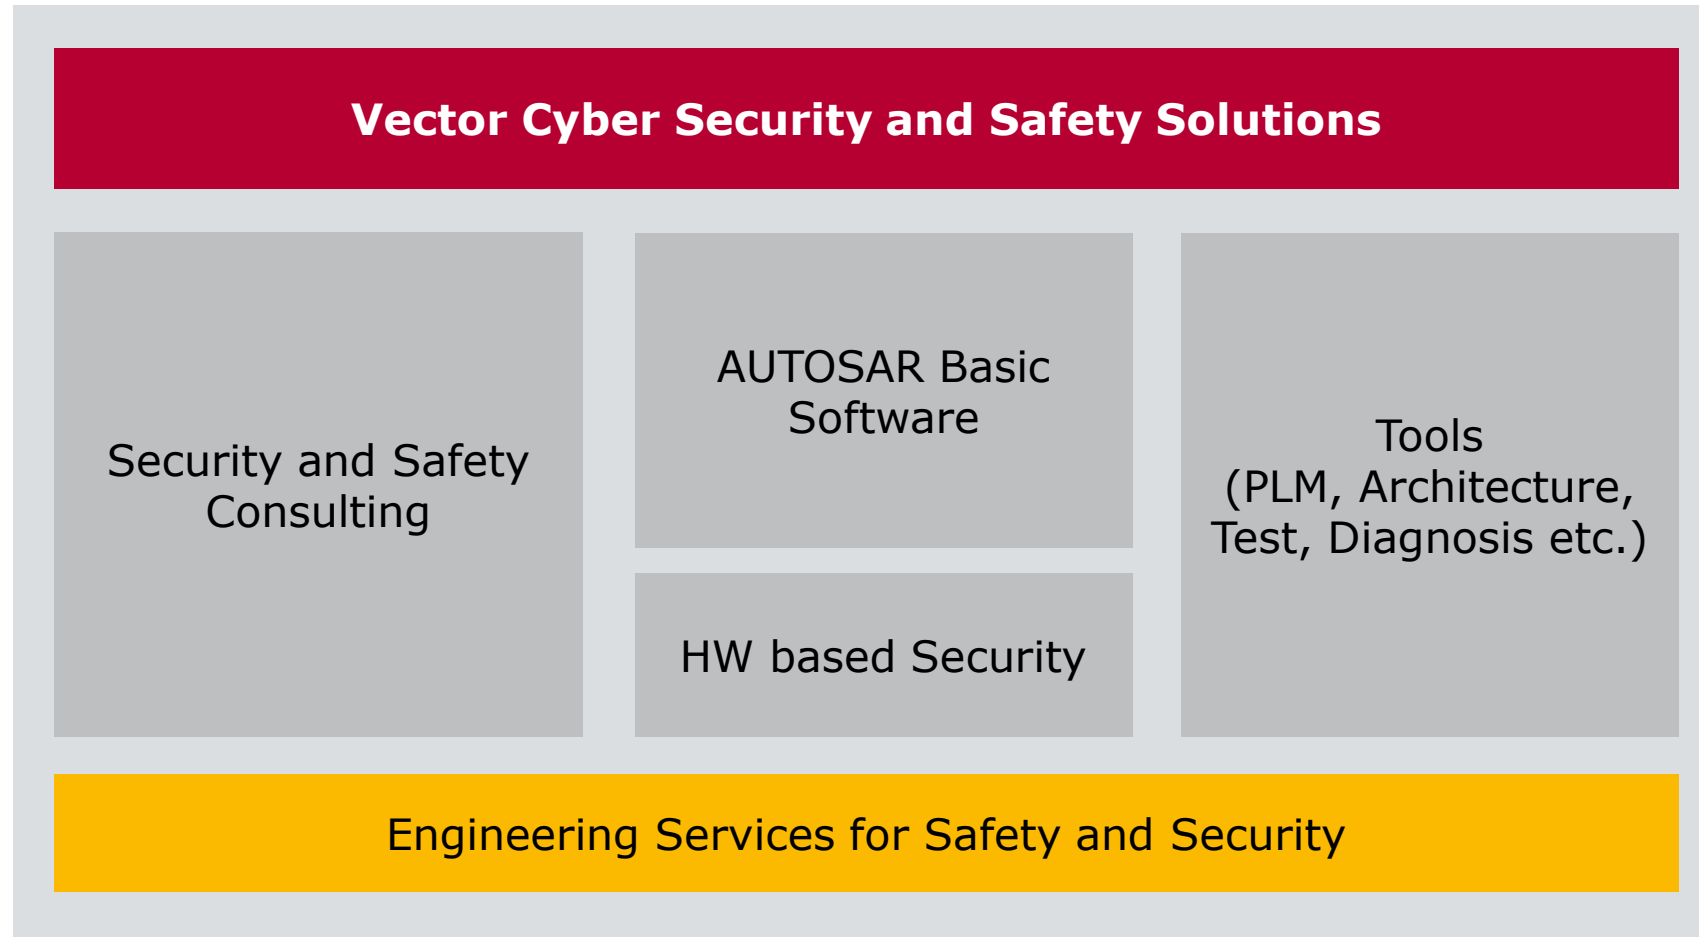 Vector Cyber Security and Safety Solutions
Security and Safety
Consulting
AUTOSAR Basic
Software
HW based Security
Tools
(PLM, Architecture,
Test, Diagnosis etc.)
Engineering Services for Safety and Security